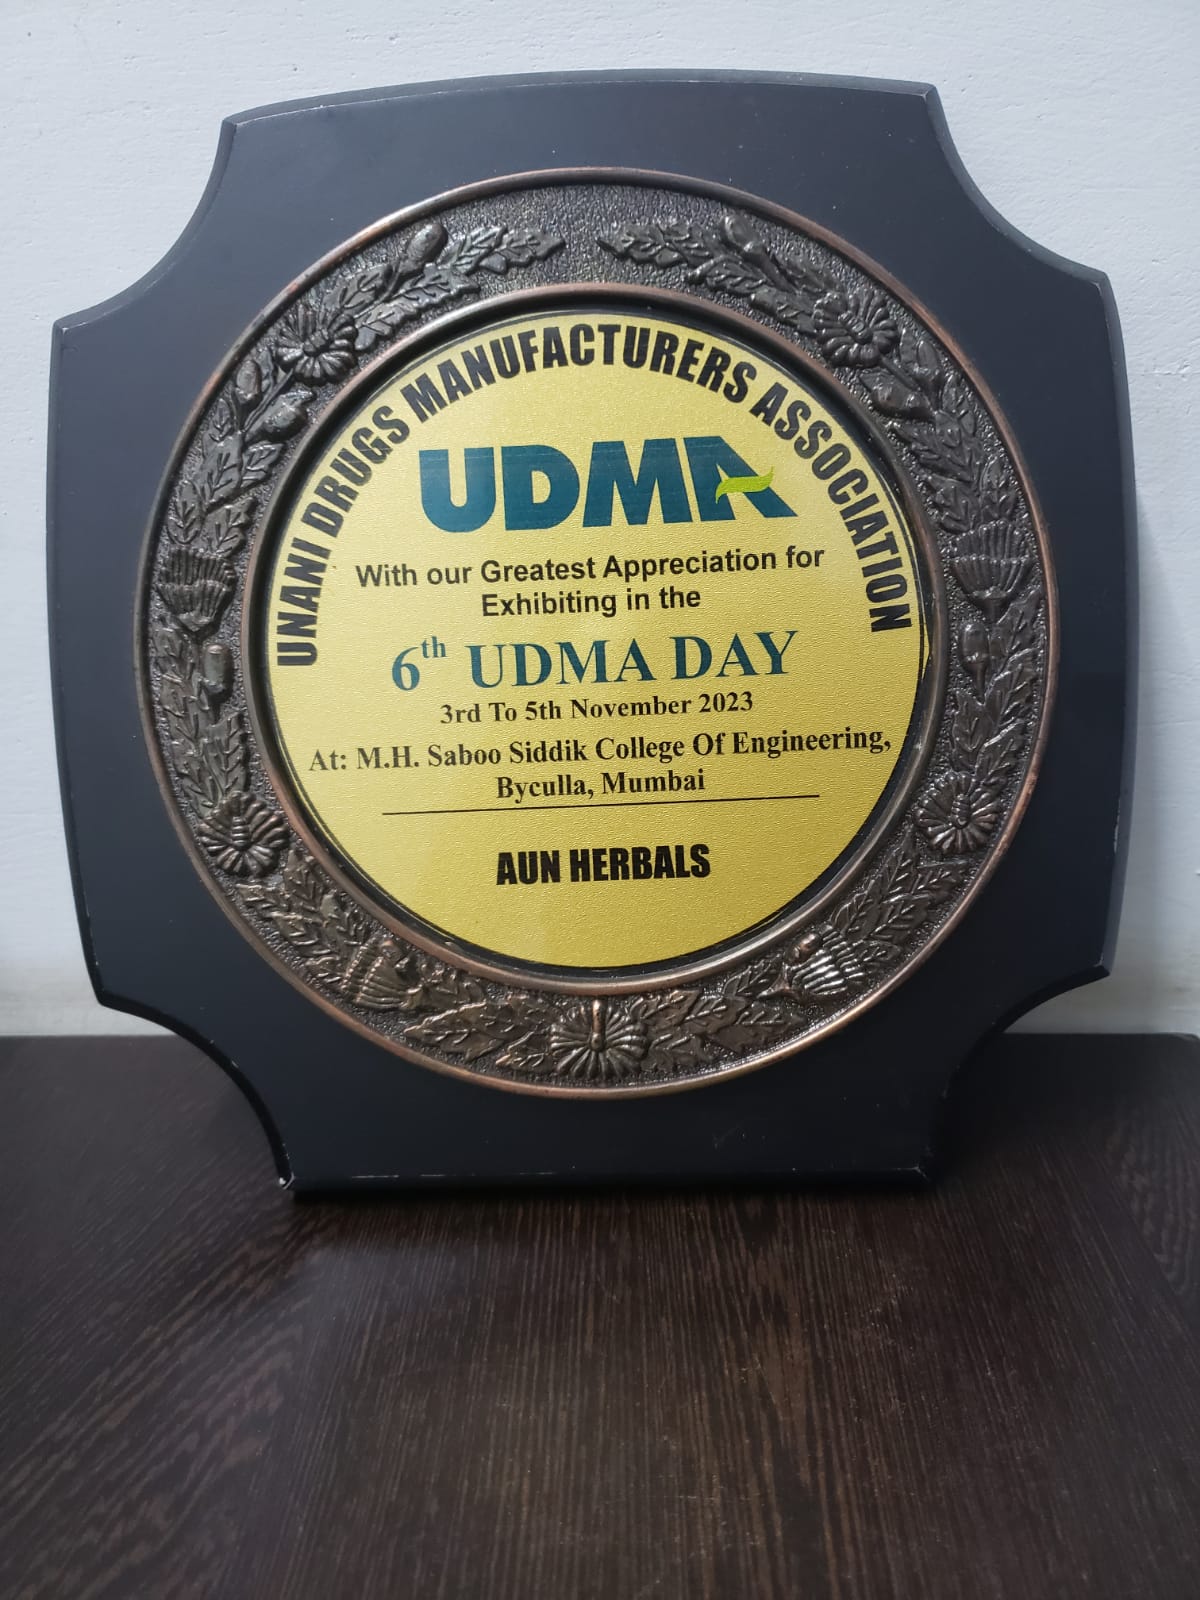 UNANI DRUGS MANUFACTURERS ASSOCIATION
UDMA
With our Greatest Appreciation for
Exhibiting in the
6th UDMA DAY
3rd To 5th November 2023
At: M.H. Saboo Siddik College Of Engineering,
Byculla, Mumbai
AUN HERBALS